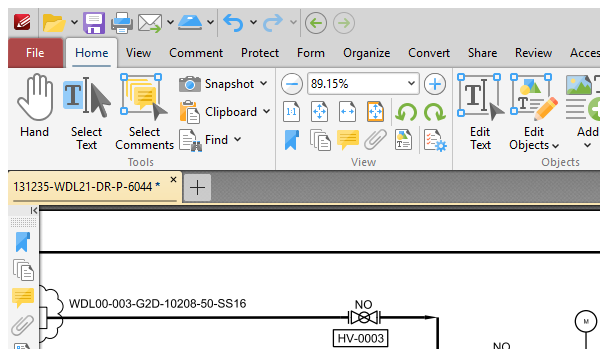 File Home View Comment Protect Form Organize Convert Share Review Acces
Hand
Select Text
Select Comments
Snapshot
Clipboard
Find
Tools
89.15%
1:1
View
Edit Text
Edit Objects
Add
Objects
131235-WDL21-DR-P-6044 *
WDL00-003-G2D-10208-50-SS16
NO
HV-0003
NO
M